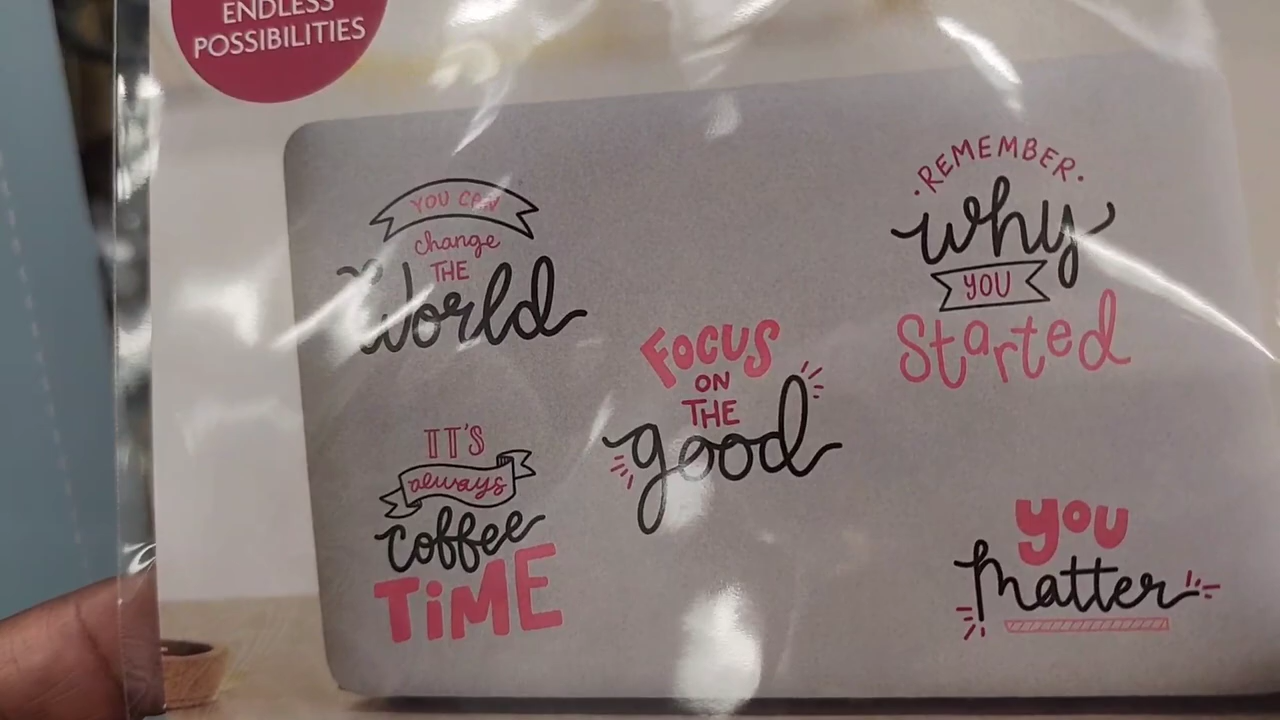 ENDLESS
POSSIBILITIES
YOU CAN
change
THE
World
REMEMBER
why
YOU
Started
FOCUS
ON
THE
good
IT'S
always
coffee
TiME
you
matter